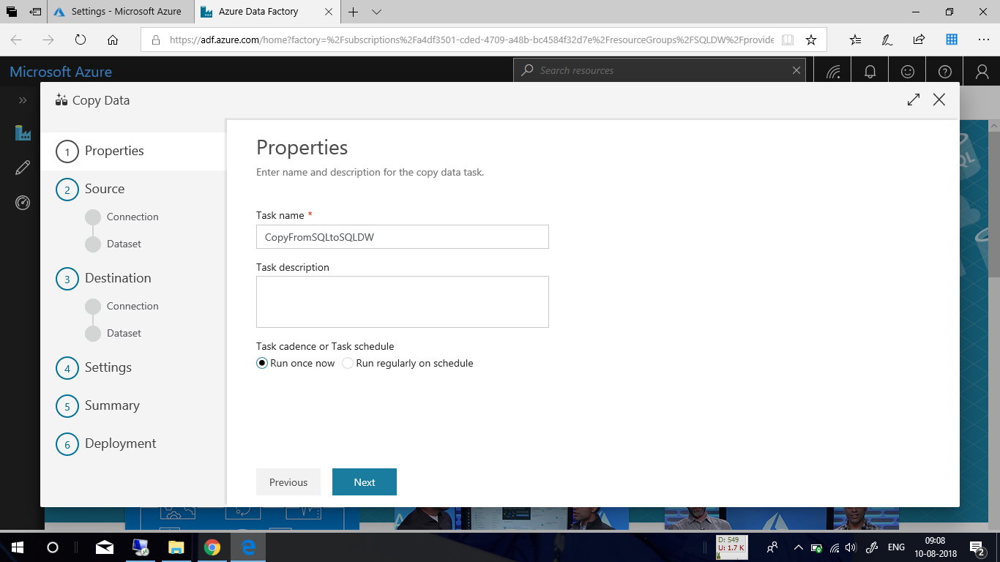 Settings - Microsoft Azure
Azure Data Factory
https://adf.azure.com/home?factory=%2Fsubscriptions%2Fa4df3501-cded-4709-a48b-bc4584f32d7e%2FresourceGroups%2FSQLDW%2Fprovide
Microsoft Azure
Search resources
Copy Data
1 Properties
2 Source
Connection
Dataset
3 Destination
Connection
Dataset
4 Settings
5 Summary
6 Deployment
Properties
Enter name and description for the copy data task.
Task name *
CopyFromSQLtoSQLDW
Task description
Task cadence or Task schedule
Run once now Run regularly on schedule
Previous Next
QL
D: 549
U: 1.7 K
ENG
09:08
10-08-2018
2